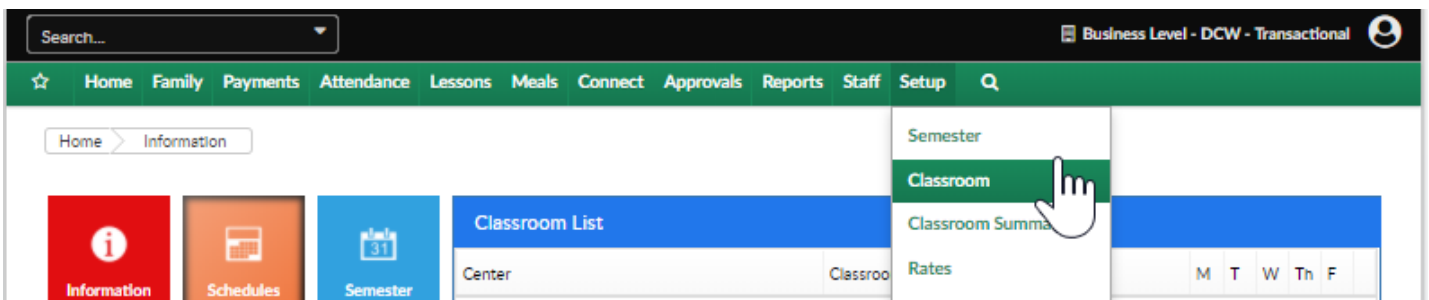 Search...
Business Level - DCW - Transactional
Home Family Payments Attendance Lessons Meals Connect Approvals Reports Staff Setup
Home Information
Semester
Classroom
Classroom Summa
Rates
31
Information Schedules Semester
Classroom List
Center Classroo M T W Th F